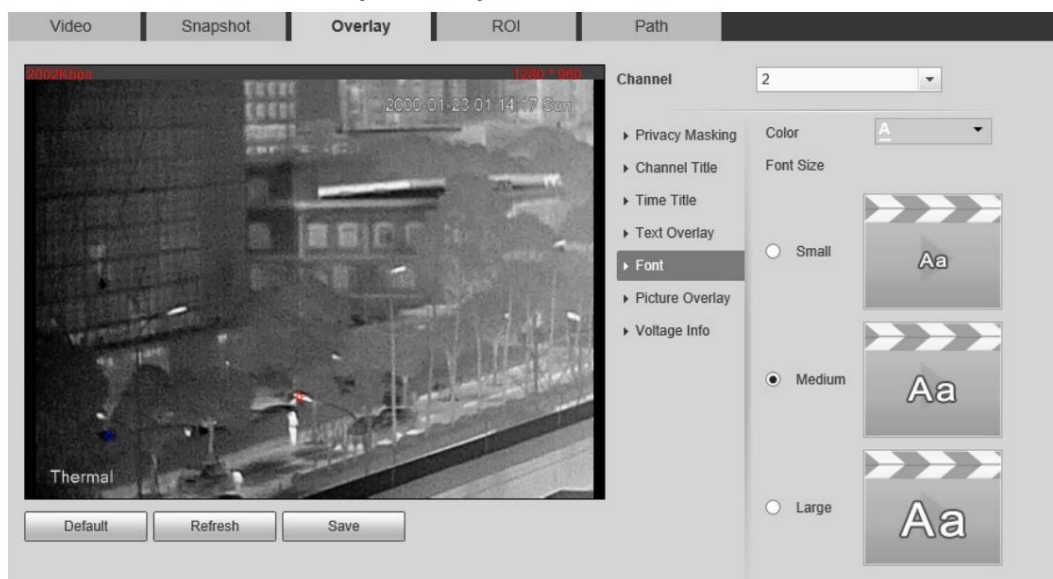 Video Snapshot Overlay ROI Path
2002Kbps 1280 * 960
2000-01-23 01:14:17 Sun
Thermal
Default Refresh Save
Channel 2
Privacy Masking
Channel Title
Time Title
Text Overlay
Font
Picture Overlay
Voltage Info
Color A
Font Size
Small Aa
Medium Aa
Large Aa